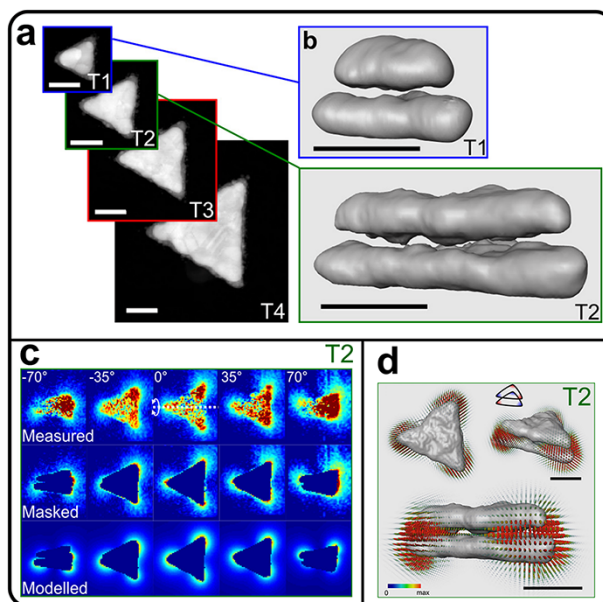 a
T1
T2
T3
T4
b
T1
T2
c
T2
-70°
-35°
0°
35°
70°
Measured
Masked
Modelled
d
T2
0
max